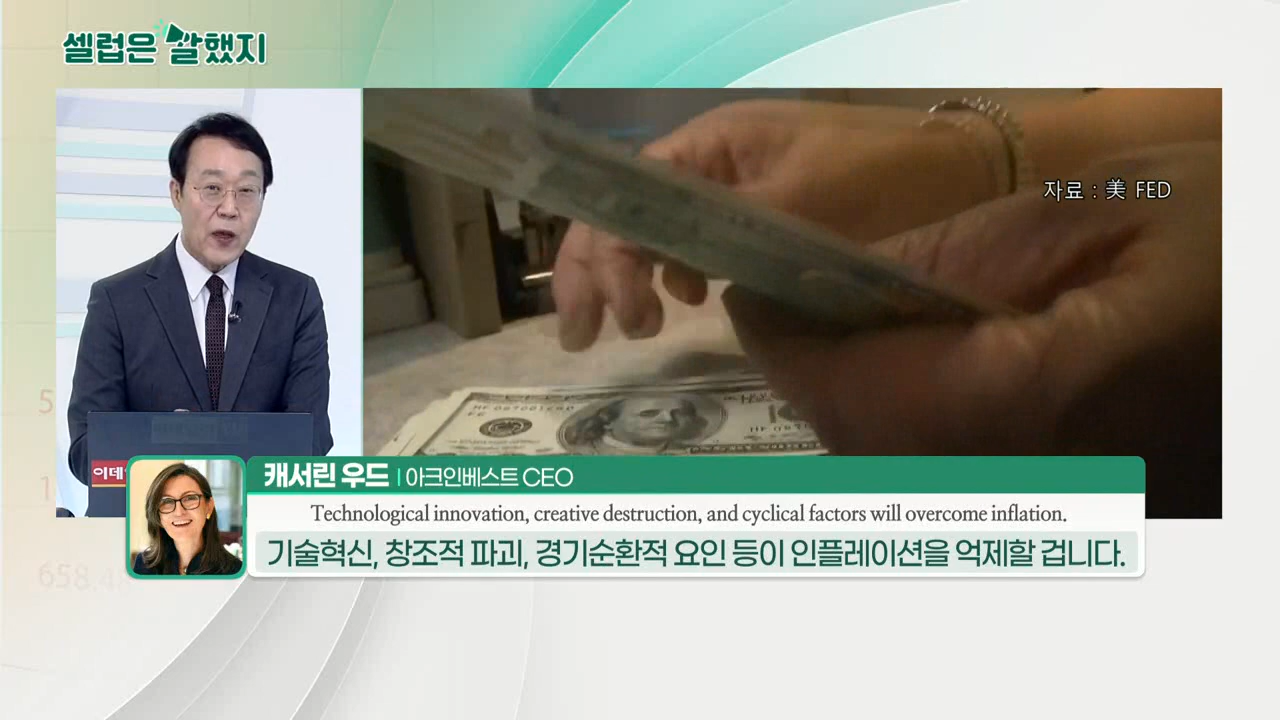 셀럽은 말했지
자료 : 美 FED
이데
캐서린 우드 | 아크인베스트 CEO
Technological innovation, creative destruction, and cyclical factors will overcome inflation.
기술혁신, 창조적 파괴, 경기순환적 요인 등이 인플레이션을 억제할 겁니다.